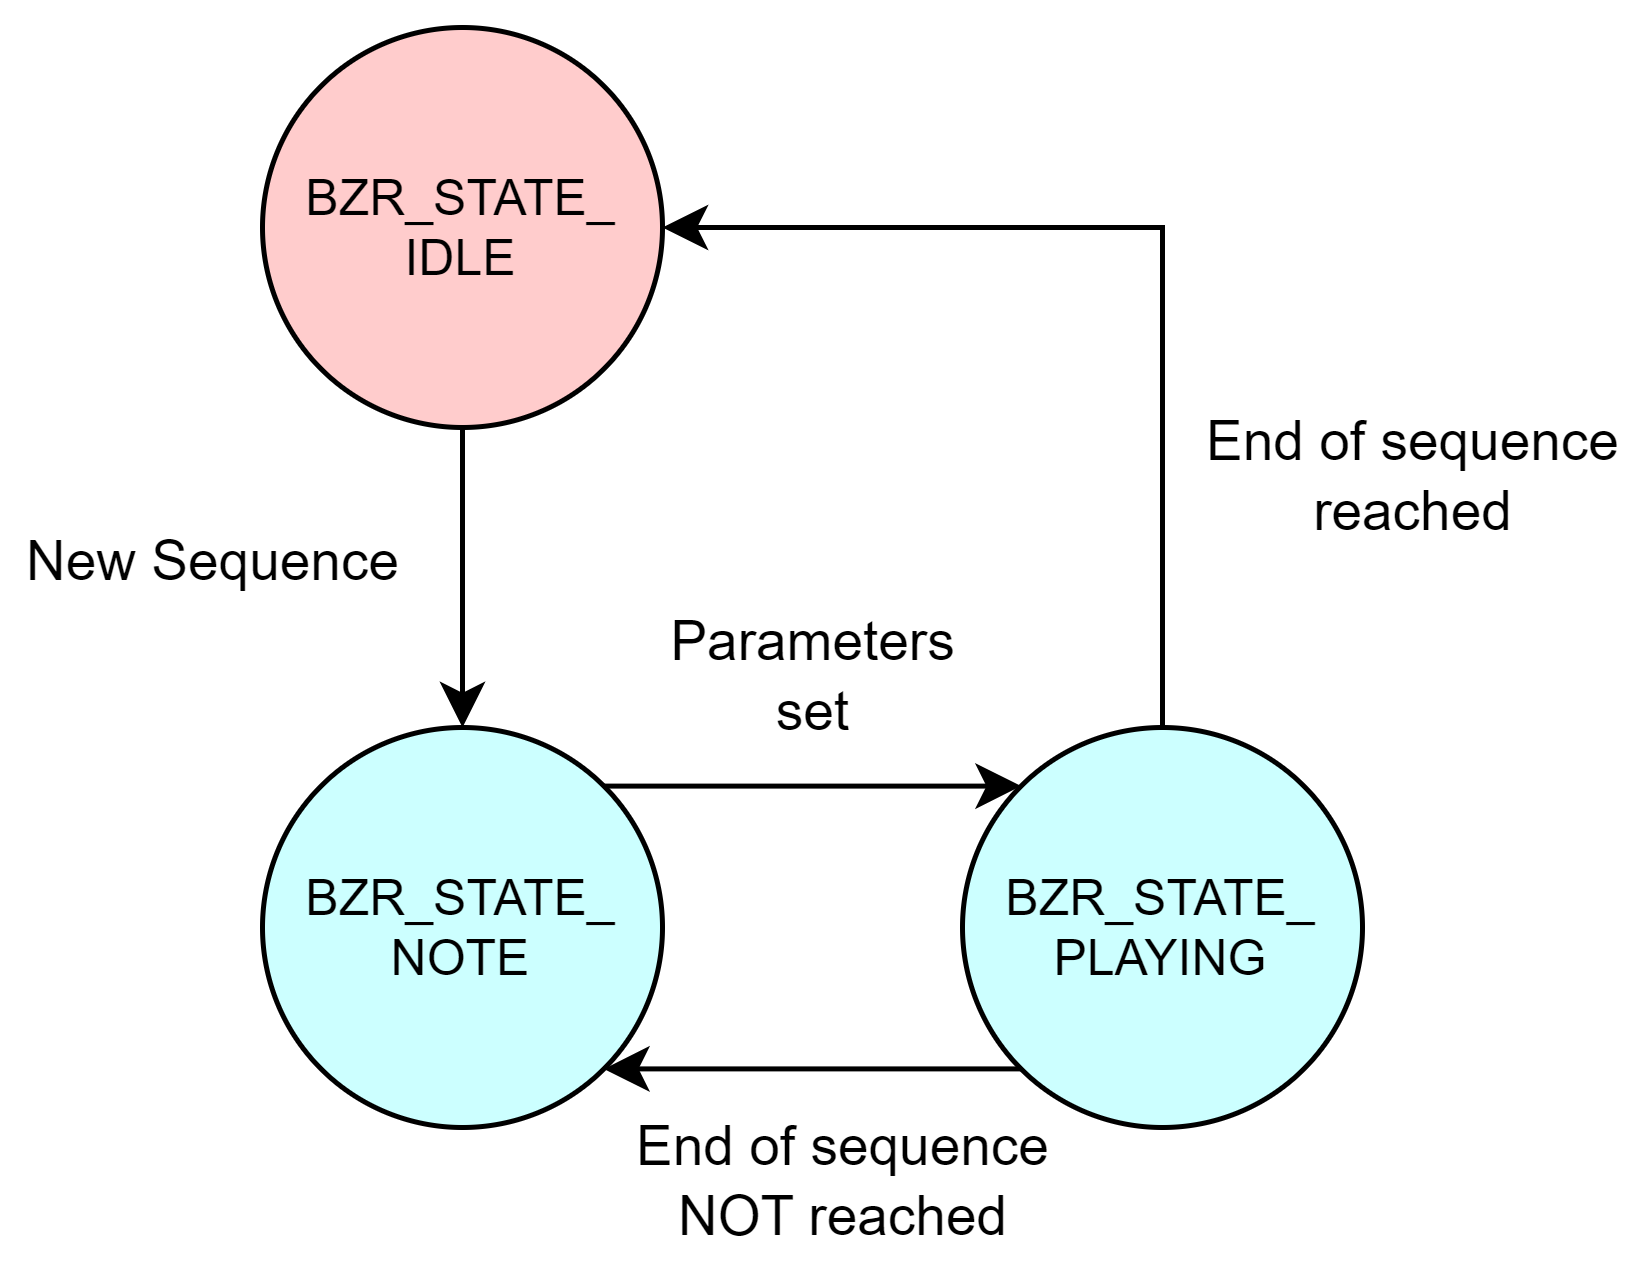 BZR_STATE_
IDLE
End of sequence
reached
New Sequence
Parameters
set
BZR_STATE_
NOTE
BZR_STATE_
PLAYING
End of sequence
NOT reached